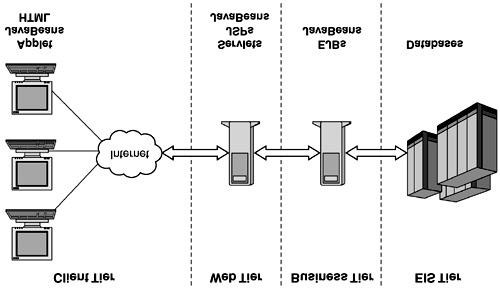 Client Tier
Web Tier
Business Tier
EIS Tier
Internet
Applet
JavaBeans
HTML
Servlets
JSPs
JavaBeans
EJBs
JavaBeans
Databases